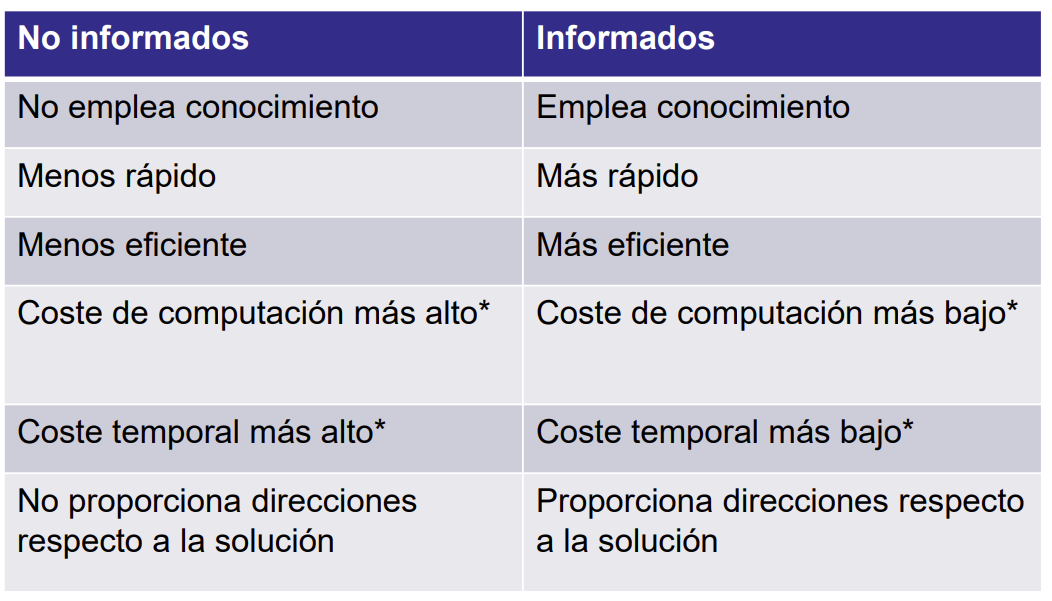 No informados
Informados
No emplea conocimiento
Emplea conocimiento
Menos rápido
Más rápido
Menos eficiente
Más eficiente
Coste de computación más alto*
Coste de computación más bajo*
Coste temporal más alto*
Coste temporal más bajo*
No proporciona direcciones
respecto a la solución
Proporciona direcciones respecto
a la solución